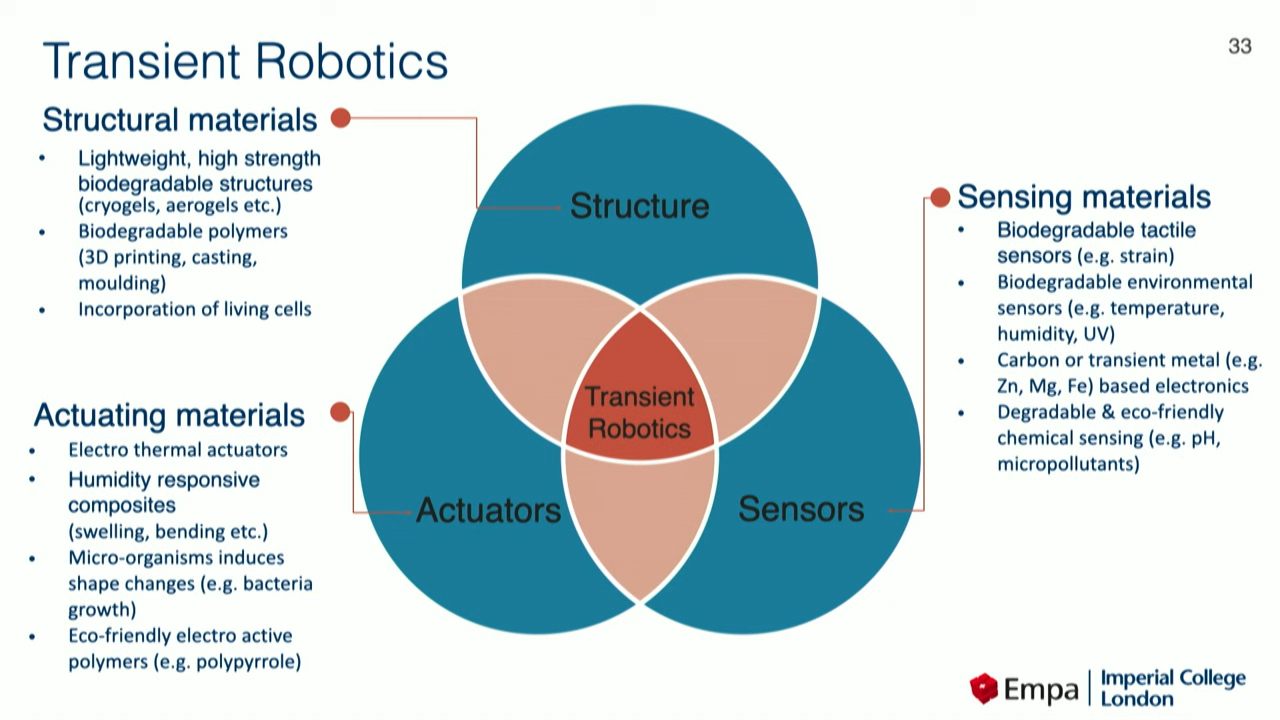 Transient Robotics
33
Structural materials
• Lightweight, high strength
biodegradable structures
(cryogels, aerogels etc.)
• Biodegradable polymers
(3D printing, casting,
moulding)
• Incorporation of living cells
Actuating materials
• Electro thermal actuators
• Humidity responsive
composites
(swelling, bending etc.)
• Micro-organisms induces
shape changes (e.g. bacteria
growth)
• Eco-friendly electro active
polymers (e.g. polypyrrole)
Structure
Transient
Robotics
Actuators
Sensors
Sensing materials
• Biodegradable tactile
sensors (e.g. strain)
• Biodegradable environmental
sensors (e.g. temperature,
humidity, UV)
• Carbon or transient metal (e.g.
Zn, Mg, Fe) based electronics
• Degradable & eco-friendly
chemical sensing (e.g. pH,
micropollutants)
Empa
Imperial College
London